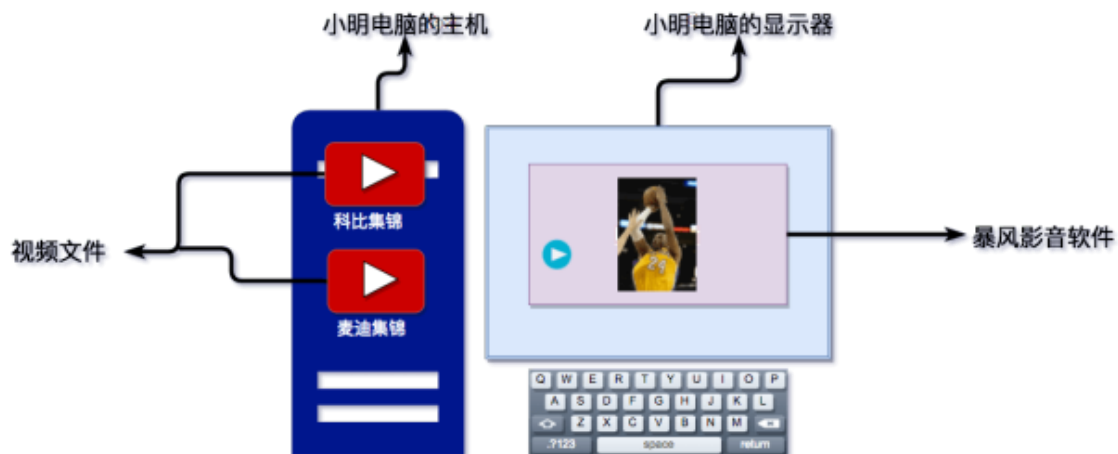 小明电脑的主机
小明电脑的显示器
科比集锦
视频文件
24
暴风影音软件
麦迪集锦
Q W E R T Y U I O P
A S D F G H J K L
Z X C V B N M
.?123 space return